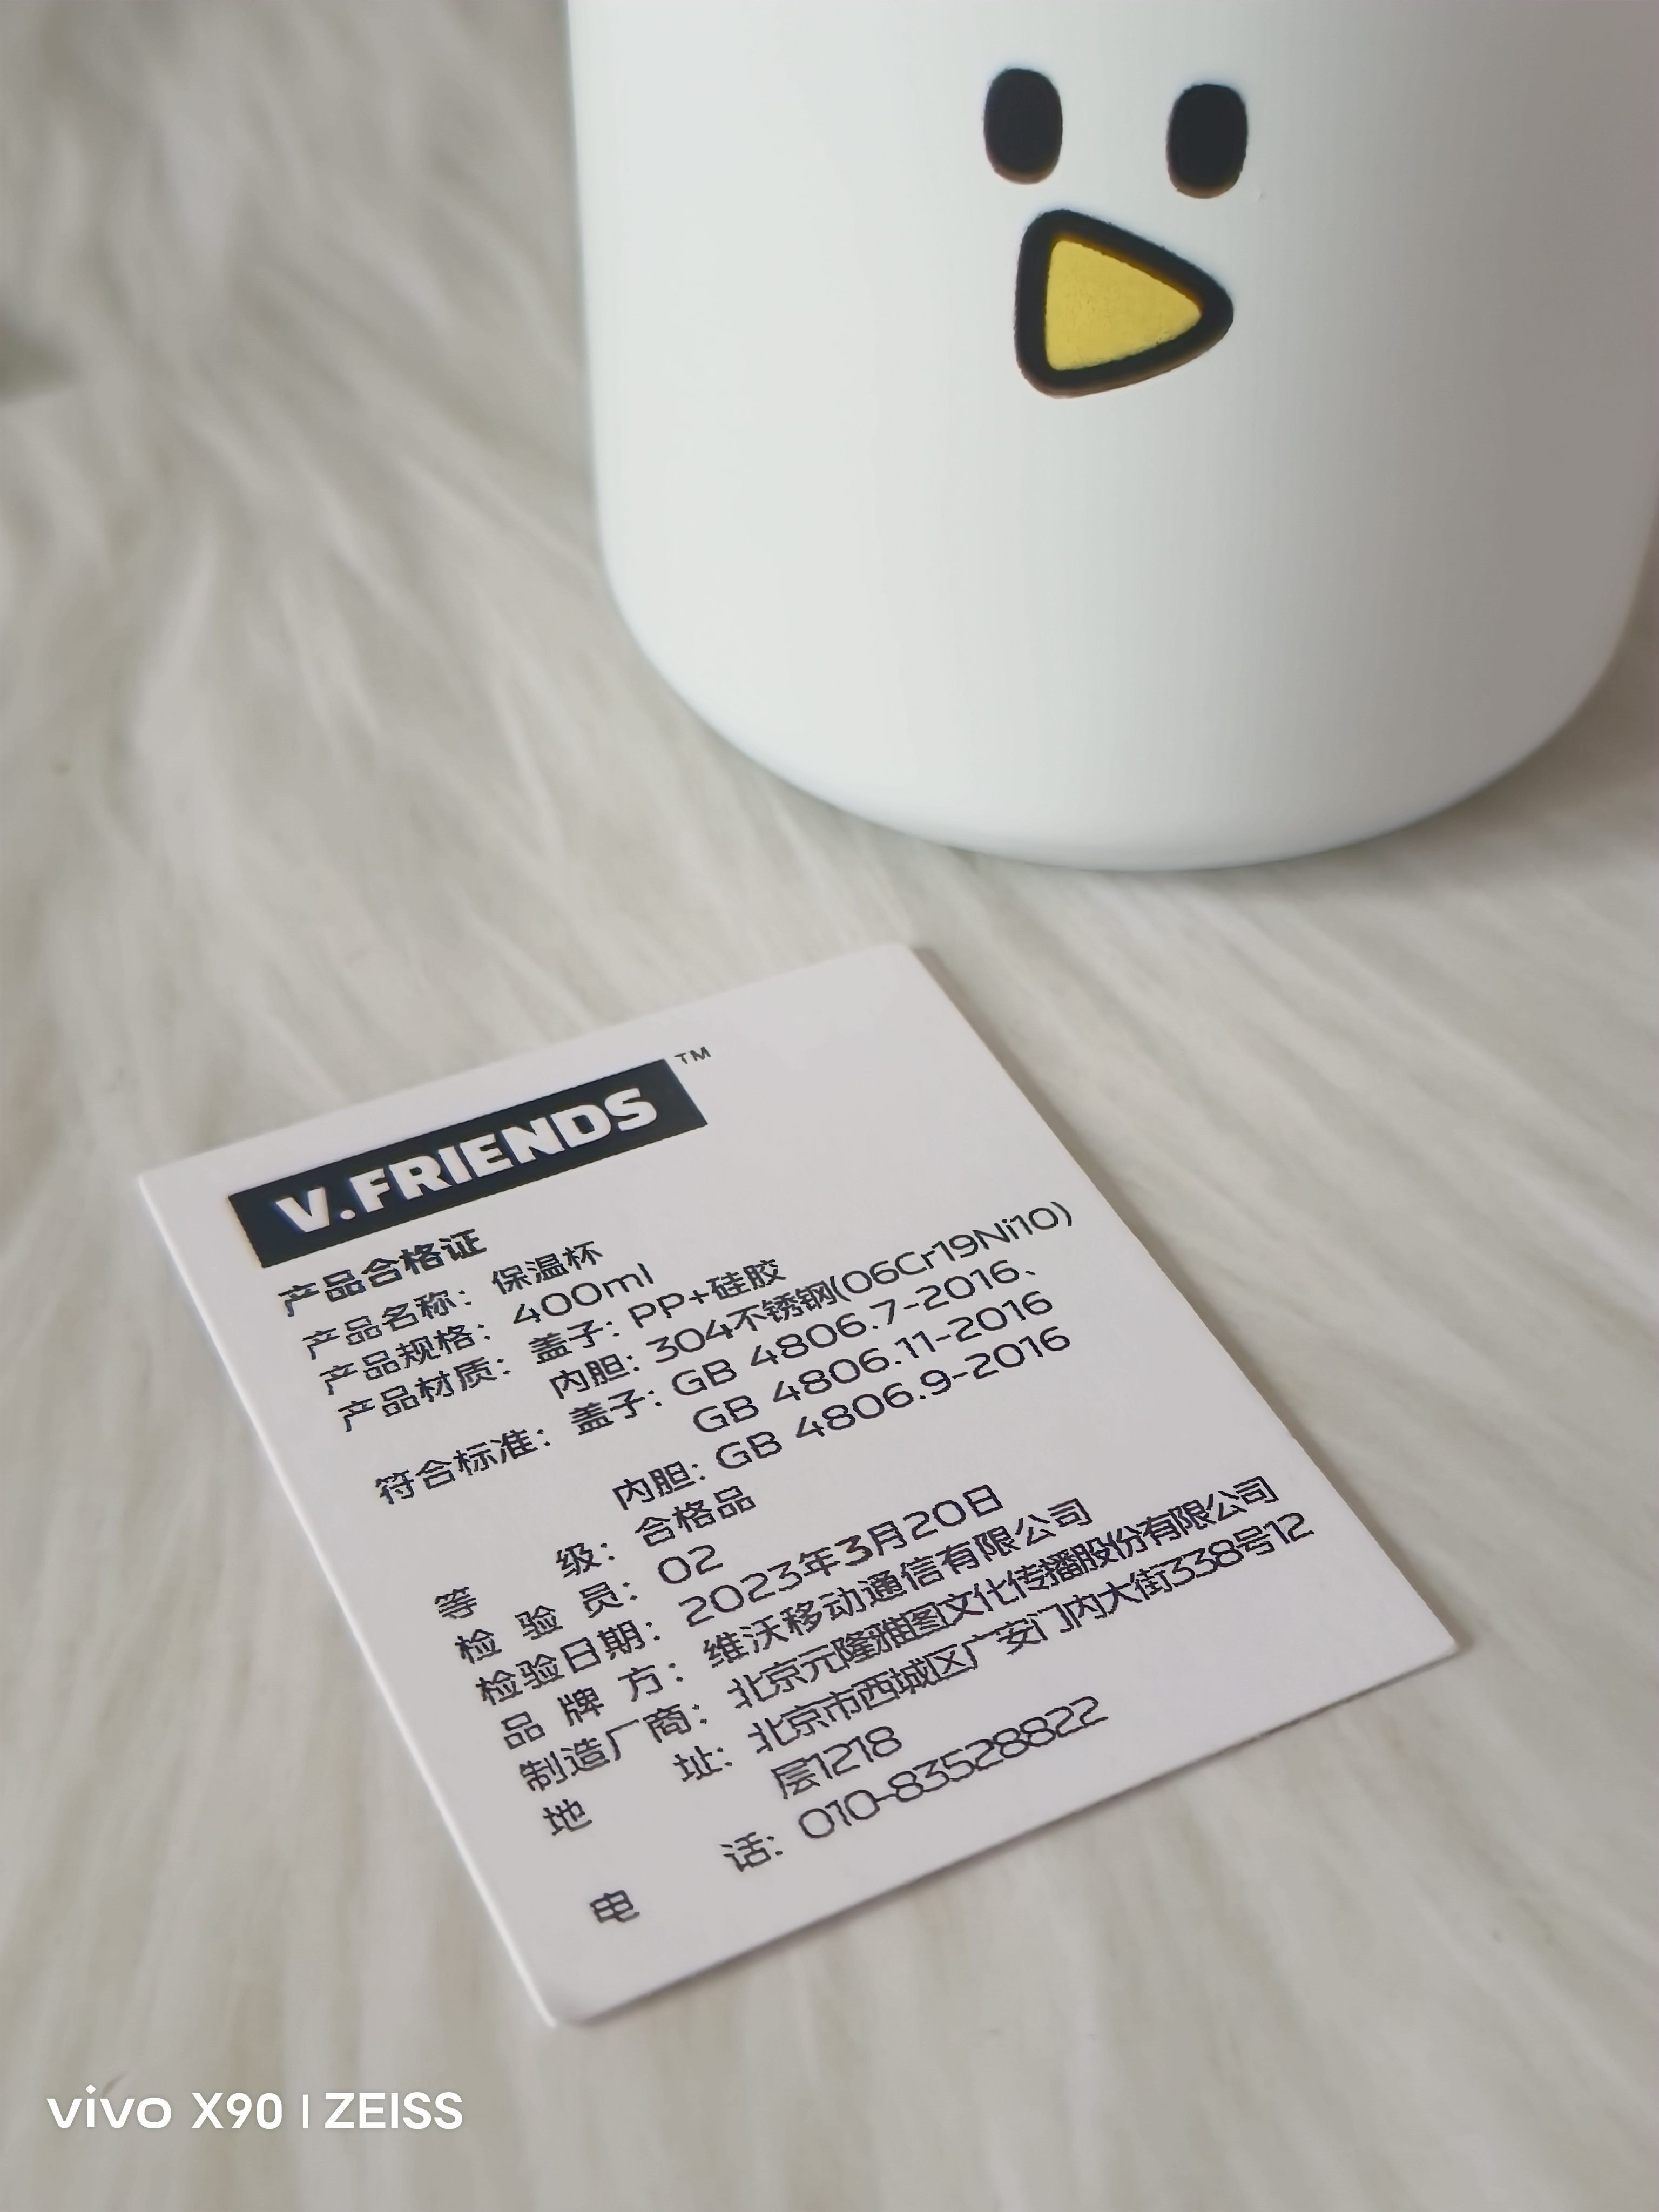 V.FRIENDS™
产品合格证
产品名称：保温杯
产品规格：400ml
产品材质：盖子：PP+硅胶
内胆：304不锈钢(06Cr19Ni10)
符合标准：盖子：GB 4806.7-2016、
GB 4806.11-2016
内胆：GB 4806.9-2016
等级：合格品
检验员：02
检验日期：2023年3月20日
品牌方：维沃移动通信有限公司
制造厂商：北京元隆雅图文化传播股份有限公司
地址：北京市西城区广安门内大街338号12
层1218
电话：010-83528822
vivo X90 | ZEISS